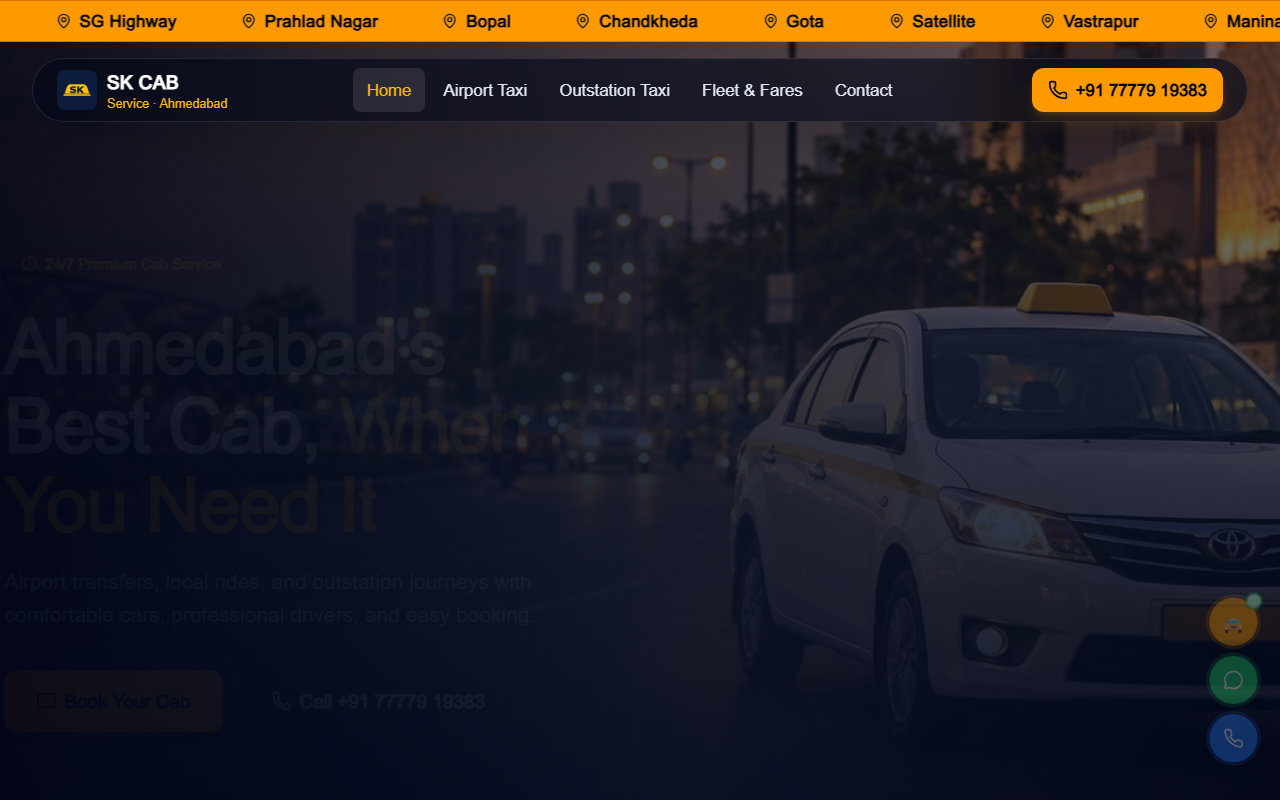 SG Highway Prahlad Nagar Bopal Chandkheda Gota Satellite Vastrapur
SK
SK CAB
Service · Ahmedabad
Home Airport Taxi Outstation Taxi Fleet & Fares Contact
+91 77779 19383
24/7 Premium Cab Service
Ahmedabad's
Best Cab, When
You Need It
Airport transfers, local rides, and outstation journeys with
comfortable cars, professional drivers, and easy booking.
Book Your Cab Call +91 77779 19383